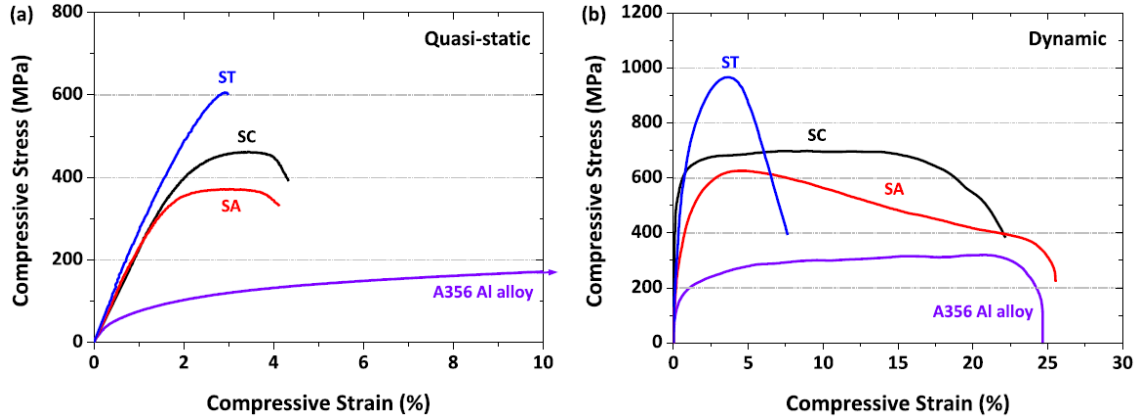 (a)
Quasi-static
800
600
400
200
0
ST
SC
SA
A356 Al alloy
0 2 4 6 8 10
Compressive Strain (%)
Compressive Stress (MPa)
(b)
Dynamic
1200
1000
800
600
400
200
0
ST
SC
SA
A356 Al alloy
0 5 10 15 20 25 30
Compressive Strain (%)
Compressive Stress (MPa)